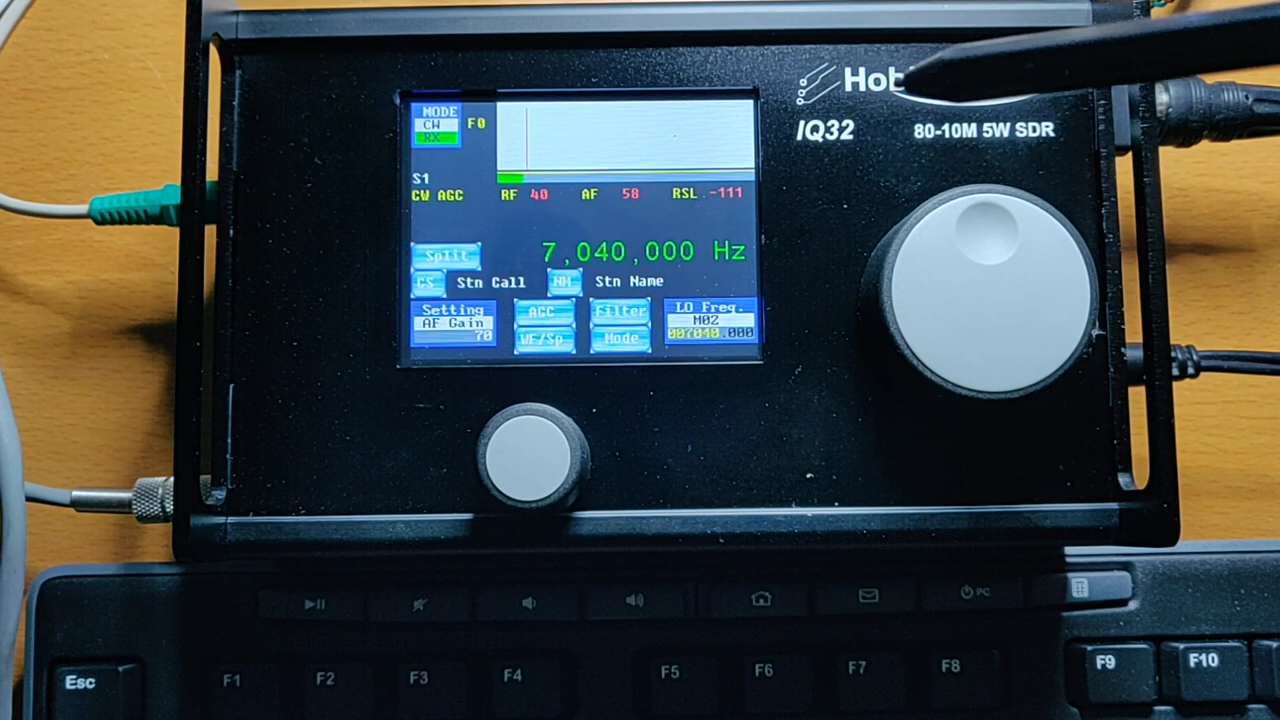 Hob
IQ32
80-10M 5W SDR
MODE
CW
RX
F0
S1
CW AGC
RF 40 AF 58 RSL -111
Split
7,040,000 Hz
CS Stn Call NM Stn Name
Setting
AF Gain
70
AGC
Filter
WF/Sp
Mode
LO Freq.
M02
007040.000
PC
Esc
F1
F2
F3
F4
F5
F6
F7
F8
F9
F10